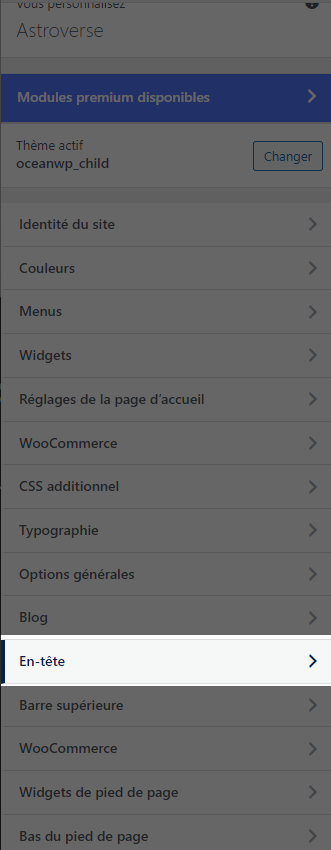 Vous personnalisez
Astroverse
Modules premium disponibles
Thème actif
oceanwp_child
Changer
Identité du site
Couleurs
Menus
Widgets
Réglages de la page d’accueil
WooCommerce
CSS additionnel
Typographie
Options générales
Blog
En-tête
Barre supérieure
WooCommerce
Widgets de pied de page
Bas du pied de page